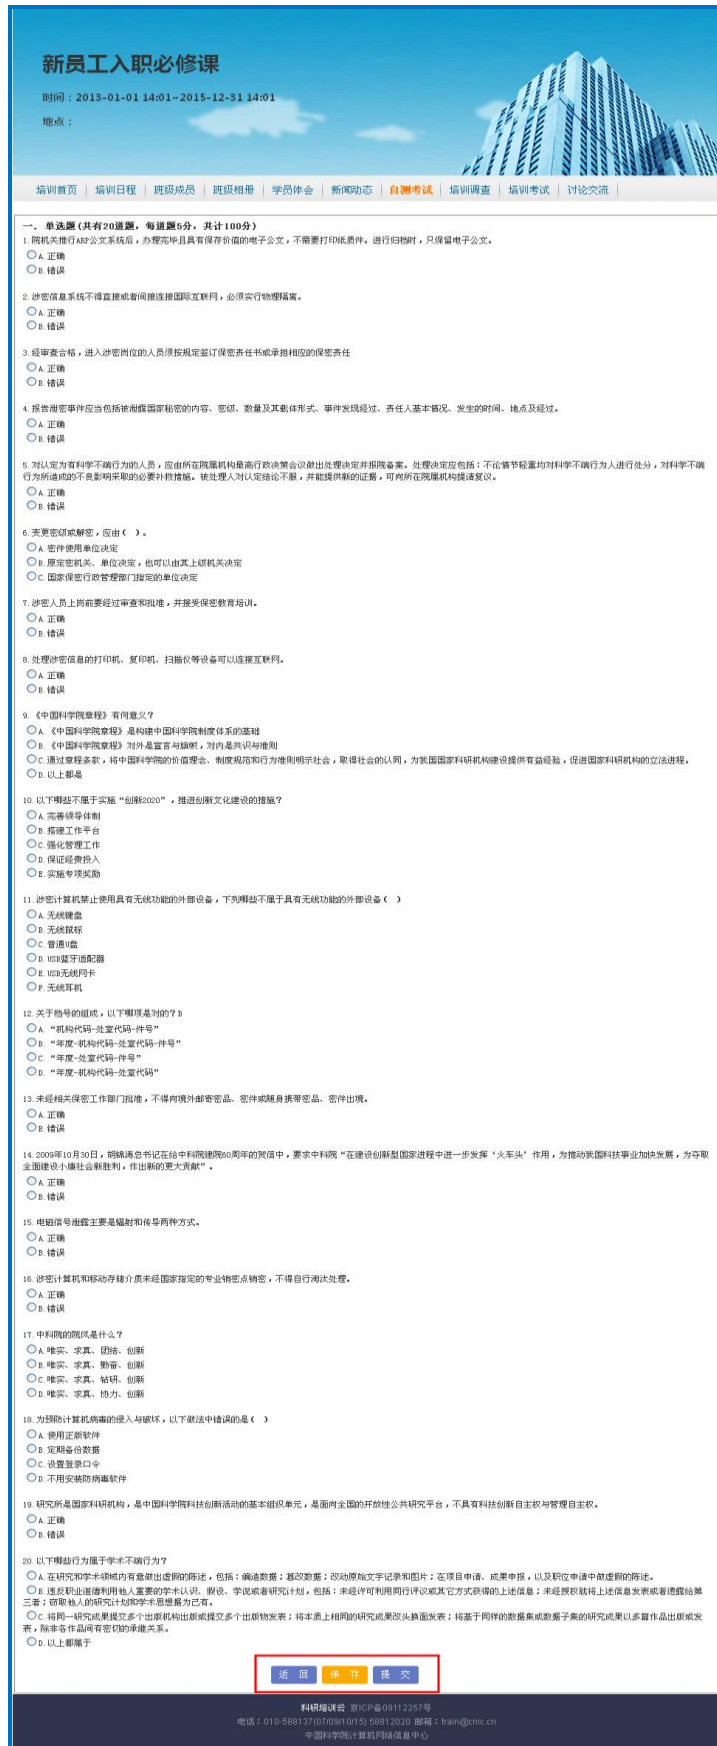 新员工入职必修课
时间：2013-01-01 14:01~2015-12-31 14:01
地点：
培训首页 培训日程 班级成员 班级相册 学员体会 新闻动态 自测考试 培训调查 培训考试 讨论交流
一. 单选题(共有20道题, 每道题5分, 共计100分)
1. 院机关推行ARP公文系统后，办理完毕且具有保存价值的电子公文，不需要打印纸质件。进行归档时，只保留电子公文。
A. 正确
B. 错误
2. 涉密信息系统不得直接或者间接连接国际互联网，必须实行物理隔离。
A. 正确
B. 错误
3. 经审查合格，进入涉密岗位的人员须按规定签订保密责任书或承担相应的保密责任
A. 正确
B. 错误
4. 报告泄密事件应当包括被泄露国家秘密的内容、密级、数量及其载体形式、事件发现经过、责任人基本情况、发生的时间、地点及经过。
A. 正确
B. 错误
5. 对认定为有科学不端行为的人员，应由所在院属机构最高行政决策会议做出处理决定并报院备案。处理决定应包括：不论情节轻重均对科学不端行为人进行处分，对科学不端
行为所造成的不良影响采取的必要补救措施。被处理人对认定结论不服，并能提供新的证据，可向所在院属机构提请复议。
A. 正确
B. 错误
6. 变更密级或解密，应由( )。
A. 密件使用单位决定
B. 原定密机关、单位决定，也可以由其上级机关决定
C. 国家保密行政管理部门指定的单位决定
7. 涉密人员上岗前要经过审查和批准，并接受保密教育培训。
A. 正确
B. 错误
8. 处理涉密信息的打印机、复印机、扫描仪等设备可以连接互联网。
A. 正确
B. 错误
9. 《中国科学院章程》有何意义？
A. 《中国科学院章程》是构建中国科学院制度体系的基础
B. 《中国科学院章程》对外是宣言与旗帜，对内是共识与准则
C. 通过章程条款，将中国科学院的价值理念、制度规范和行为准则明示社会，取得社会的认同，为我国国家科研机构建设提供有益经验，促进国家科研机构的立法进程。
D. 以上都是
10. 以下哪些不属于实施“创新2020”，推进创新文化建设的措施？
A. 完善领导体制
B. 搭建工作平台
C. 强化管理工作
D. 保证经费投入
E. 实施专项奖励
11. 涉密计算机禁止使用具有无线功能的外部设备，下列哪些不属于具有无线功能的外部设备( )
A. 无线键盘
B. 无线鼠标
C. 普通U盘
D. USB蓝牙适配器
E. USB无线网卡
F. 无线耳机
12. 关于档号的组成，以下哪项是对的？B
A. “机构代码-处室代码-件号”
B. “年度-机构代码-处室代码-件号”
C. “年度-处室代码-件号”
D. “年度-机构代码-处室代码”
13. 未经相关保密工作部门批准，不得向境外邮寄密品、密件或随身携带密品、密件出境。
A. 正确
B. 错误
14. 2009年10月30日，胡锦涛总书记在给中科院建院60周年的贺信中，要求中科院“在建设创新型国家进程中进一步发挥‘火车头’作用，为推动我国科技事业加快发展，为夺取
全面建设小康社会新胜利，作出新的更大贡献”。
A. 正确
B. 错误
15. 电磁信号泄露主要是辐射和传导两种方式。
A. 正确
B. 错误
16. 涉密计算机和移动存储介质未经国家指定的专业销密点销密，不得自行淘汰处理。
A. 正确
B. 错误
17. 中科院的院风是什么？
A. 唯实、求真、团结、创新
B. 唯实、求真、勤奋、创新
C. 唯实、求真、钻研、创新
D. 唯实、求真、协力、创新
18. 为预防计算机病毒的侵入与破坏，以下做法中错误的是( )
A. 使用正版软件
B. 定期备份数据
C. 设置登录口令
D. 不用安装防病毒软件
19. 研究所是国家科研机构，是中国科学院科技创新活动的基本组织单元，是面向全国的开放性公共研究平台，不具有科技创新自主权与管理自主权。
A. 正确
B. 错误
20. 以下哪些行为属于学术不端行为？
A. 在研究和学术领域内有意做出虚假的陈述，包括：编造数据；篡改数据；改动原始文字记录和图片；在项目申请、成果申报，以及职位申请中做虚假的陈述。
B. 违反职业道德利用他人重要的学术认识、假设、学说或者研究计划，包括：未经许可利用同行评议或其它方式获得的上述信息；未经授权就将上述信息发表或者透露给第
三者；窃取他人的研究计划和学术思想据为己有。
C. 将同一研究成果提交多个出版机构出版或提交多个出版物发表；将本质上相同的研究成果改头换面发表；将基于同样的数据集或数据子集的研究成果以多篇作品出版或发
表，除非各作品间有密切的承继关系。
D. 以上都属于
返 回 保 存 提 交
科研培训云 京ICP备09112257号
电话：010-588137(07/09/10/15) 58812020 邮箱：train@cnic.cn
中国科学院计算机网络信息中心